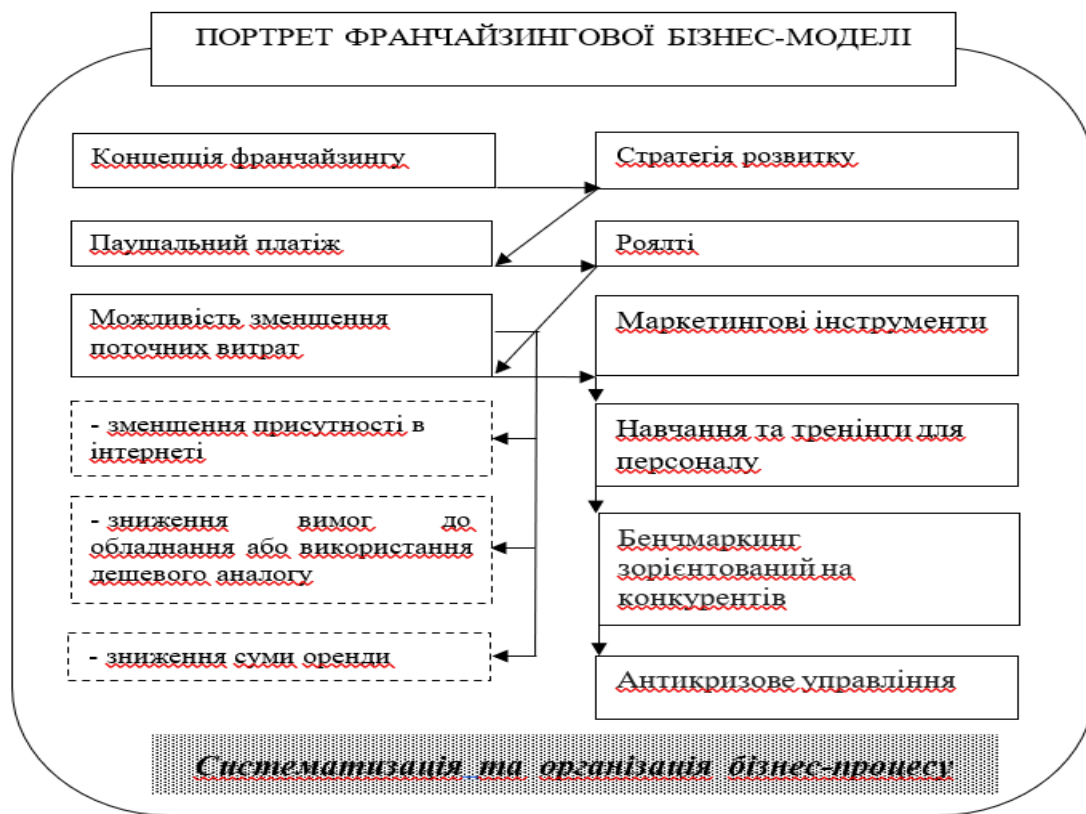 ПОРТРЕТ ФРАНЧАЙЗИНГОВОЇ БІЗНЕС-МОДЕЛІ
Концепція франчайзингу
Стратегія розвитку
Паушальний платіж
Роялті
Можливість зменшення
поточних витрат
Маркетингові інструменти
- зменшення присутності в
інтернеті
Навчання та тренінги для
персоналу
- зниження вимог до
обладнання або використання
дешевого аналогу
Бенчмаркинг
зорієнтований на
конкурентів
- зниження суми оренди
Антикризове управління
Систематизація та організація бізнес-процесу